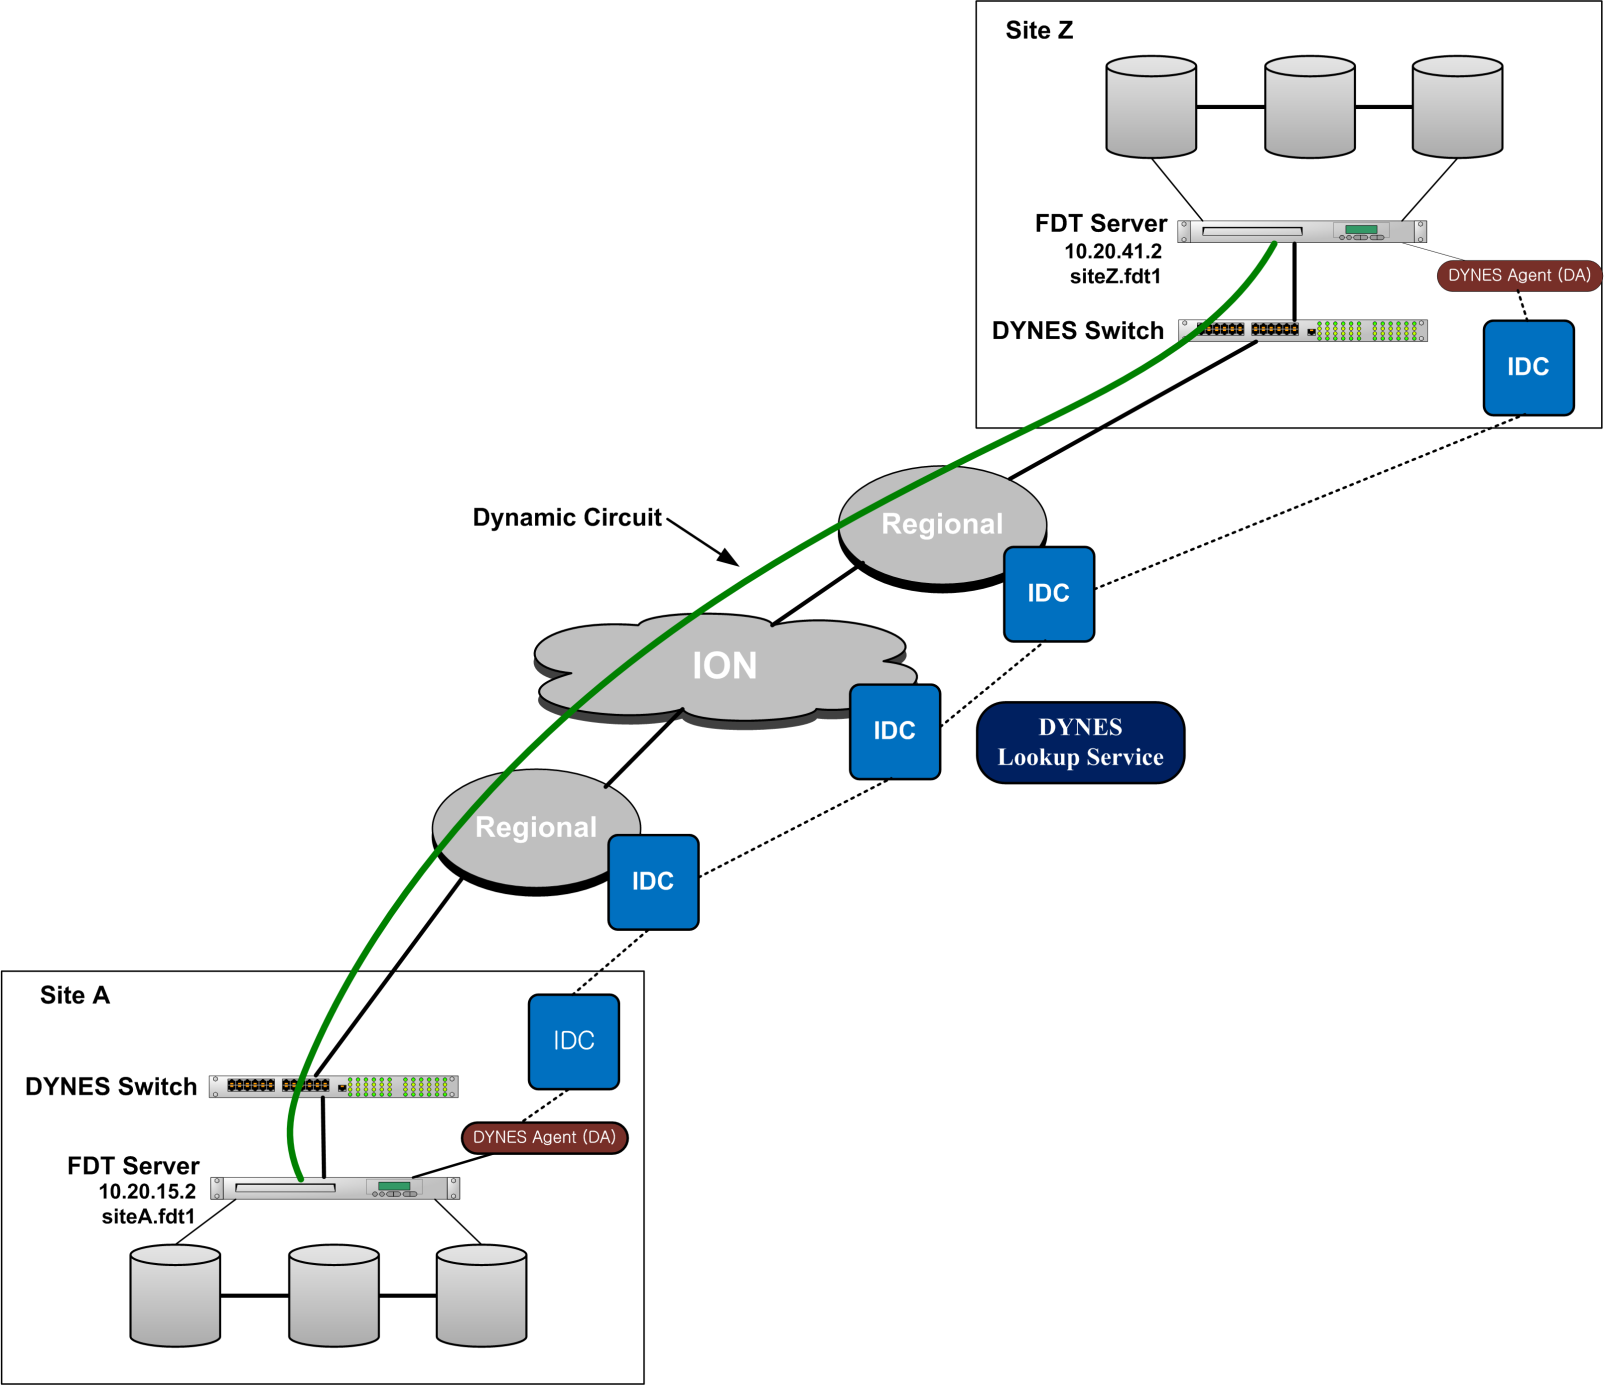 Site Z
FDT Server
10.20.41.2
siteZ.fdt1
DYNES Agent (DA)
DYNES Switch
IDC
Dynamic Circuit
Regional
IDC
ION
IDC
DYNES
Lookup Service
Regional
IDC
Site A
IDC
DYNES Switch
DYNES Agent (DA)
FDT Server
10.20.15.2
siteA.fdt1